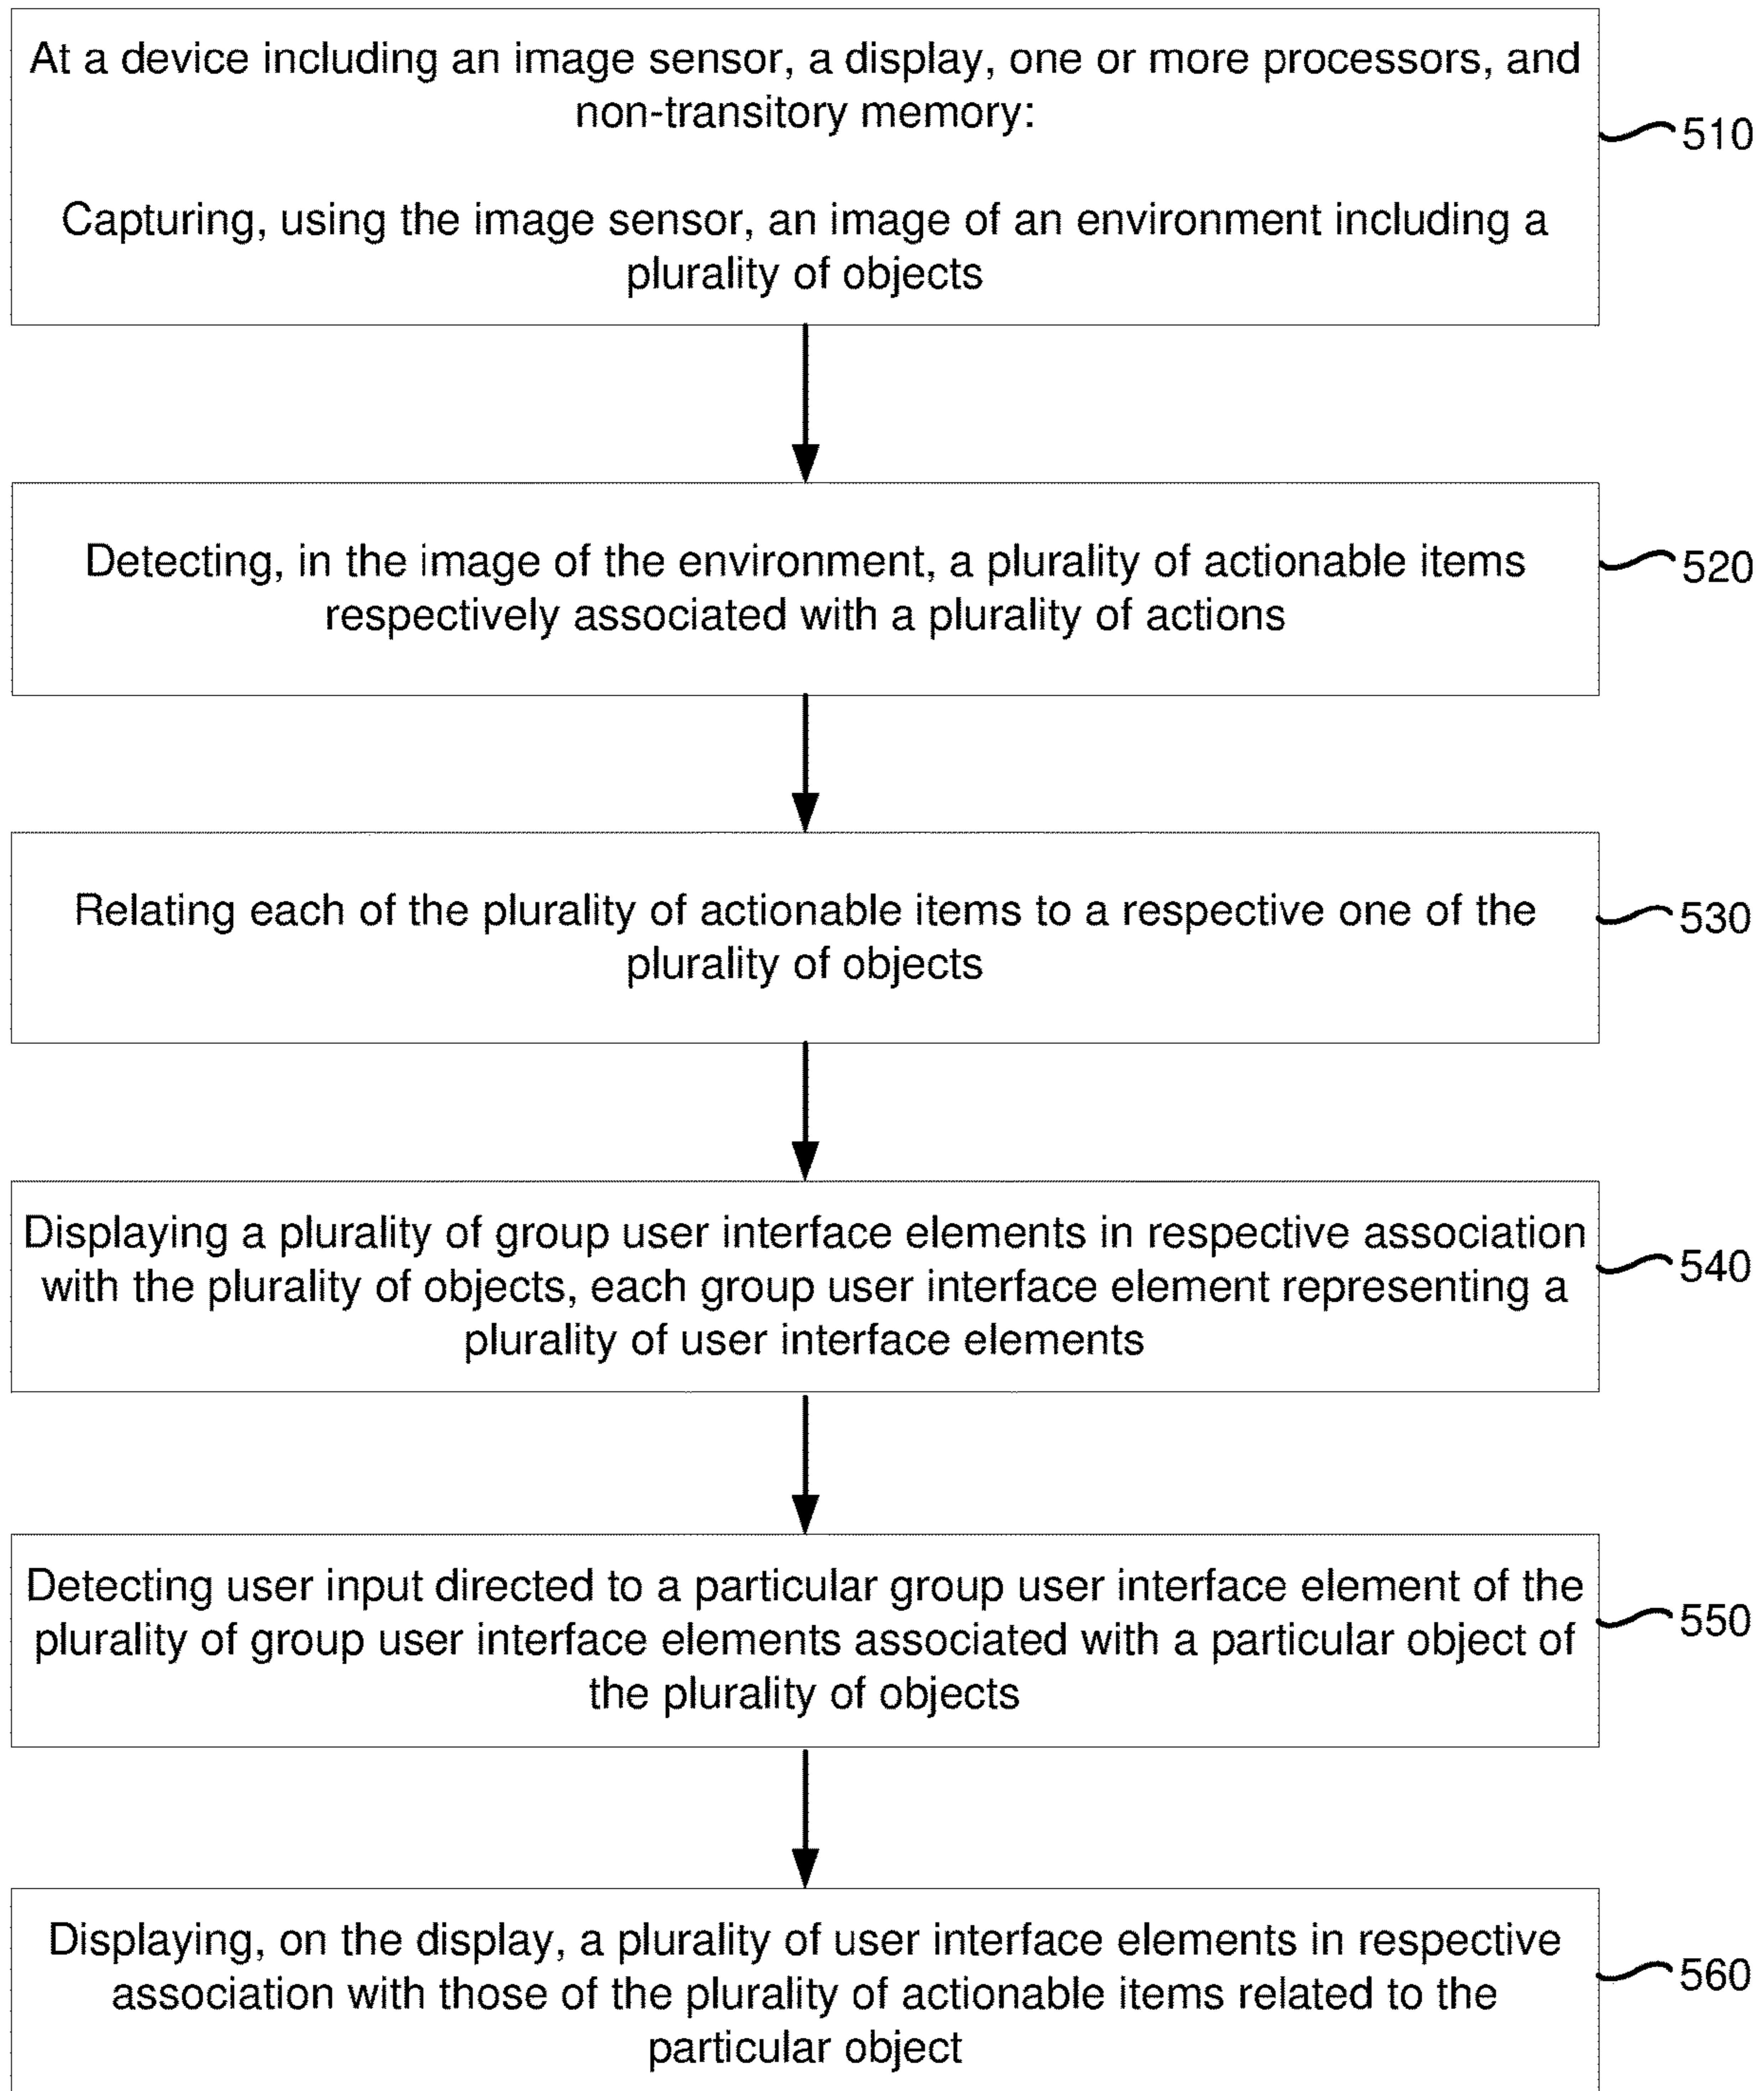 At a device including an image sensor, a display, one or more processors, and
non-transitory memory:
Capturing, using the image sensor, an image of an environment including a
plurality of objects
510
Detecting, in the image of the environment, a plurality of actionable items
respectively associated with a plurality of actions
520
Relating each of the plurality of actionable items to a respective one of the
plurality of objects
530
Displaying a plurality of group user interface elements in respective association
with the plurality of objects, each group user interface element representing a
plurality of user interface elements
540
Detecting user input directed to a particular group user interface element of the
plurality of group user interface elements associated with a particular object of
the plurality of objects
550
Displaying, on the display, a plurality of user interface elements in respective
association with those of the plurality of actionable items related to the
particular object
560